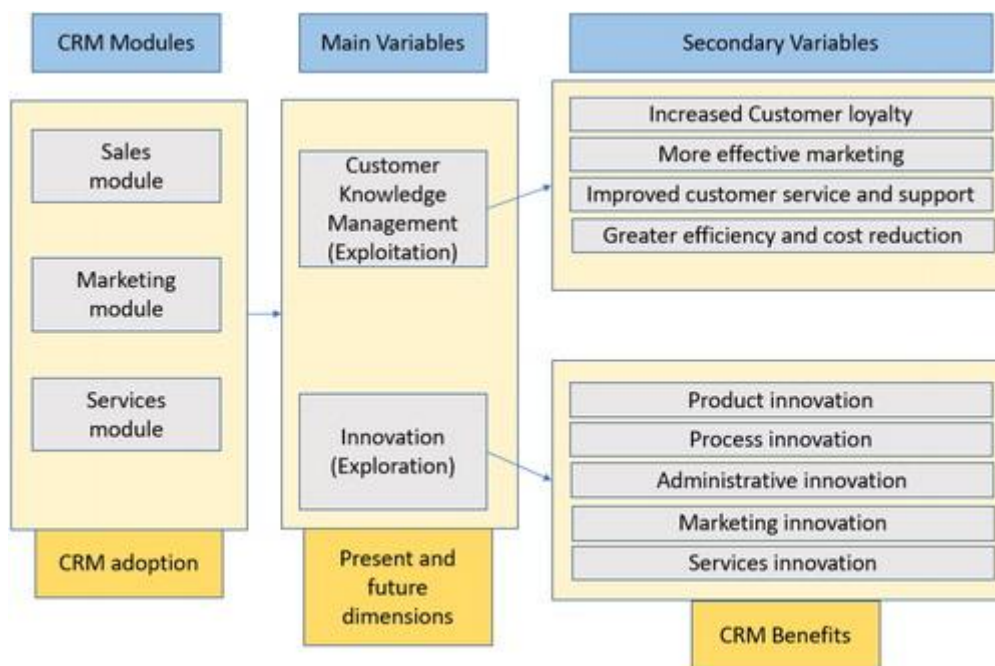 CRM Modules
Main Variables
Secondary Variables
Sales
module
Marketing
module
Services
module
CRM adoption
Customer
Knowledge
Management
(Exploitation)
Innovation
(Exploration)
Present and
future
dimensions
Increased Customer loyalty
More effective marketing
Improved customer service and support
Greater efficiency and cost reduction
Product innovation
Process innovation
Administrative innovation
Marketing innovation
Services innovation
CRM Benefits